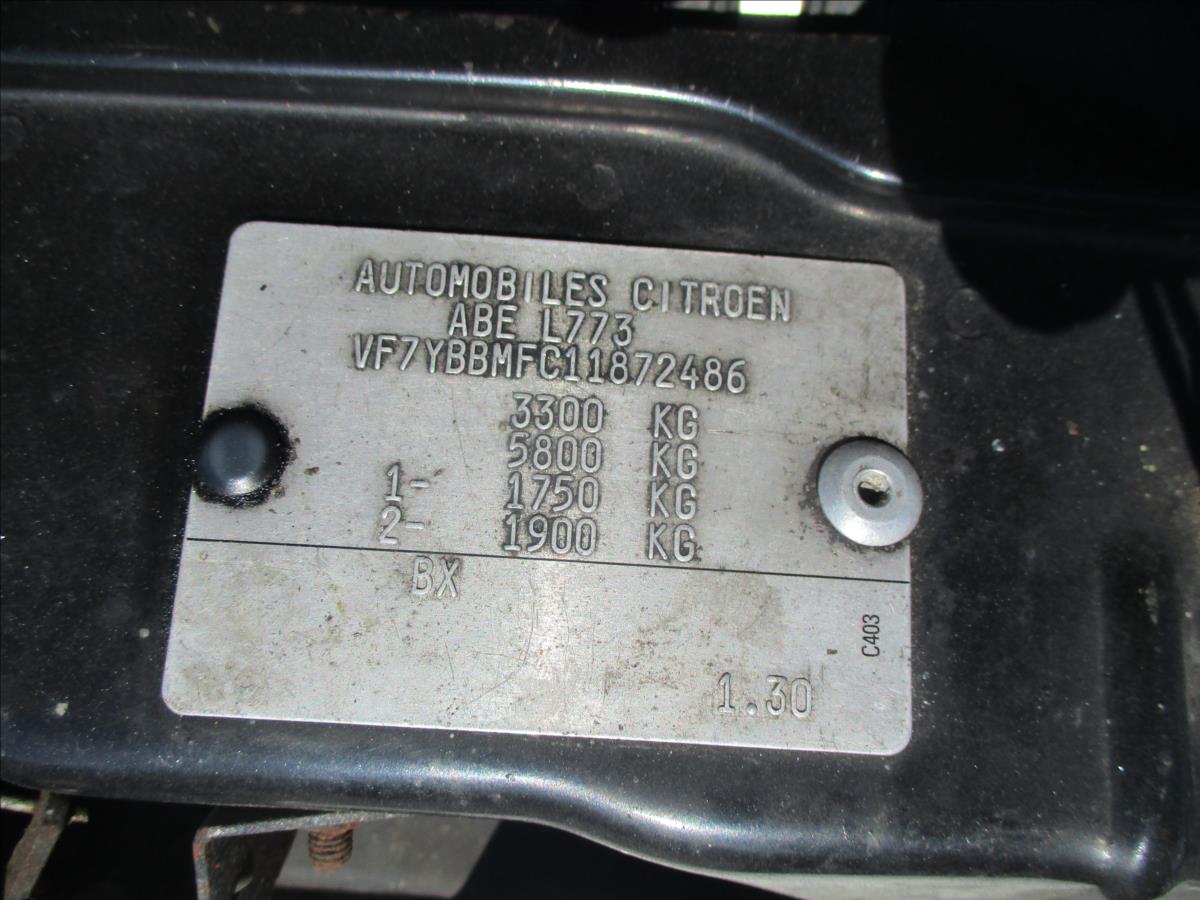 AUTOMOBILES CITROEN
ABE L773
VF7YBBMFC11872486
3300 KG
5800 KG
1- 1750 KG
2- 1900 KG
BX
C403
1.30